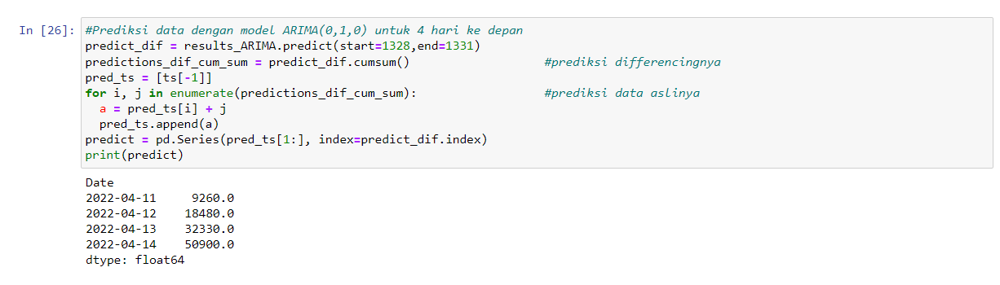 In [26]: #Prediksi data dengan model ARIMA(0,1,0) untuk 4 hari ke depan
predict_dif = results_ARIMA.predict(start=1328,end=1331)
predictions_dif_cum_sum = predict_dif.cumsum() #prediksi differencingnya
pred_ts = [ts[-1]]
for i, j in enumerate(predictions_dif_cum_sum): #prediksi data aslinya
  a = pred_ts[i] + j
  pred_ts.append(a)
predict = pd.Series(pred_ts[1:], index=predict_dif.index)
print(predict)
Date
2022-04-11 9260.0
2022-04-12 18480.0
2022-04-13 32330.0
2022-04-14 50900.0
dtype: float64